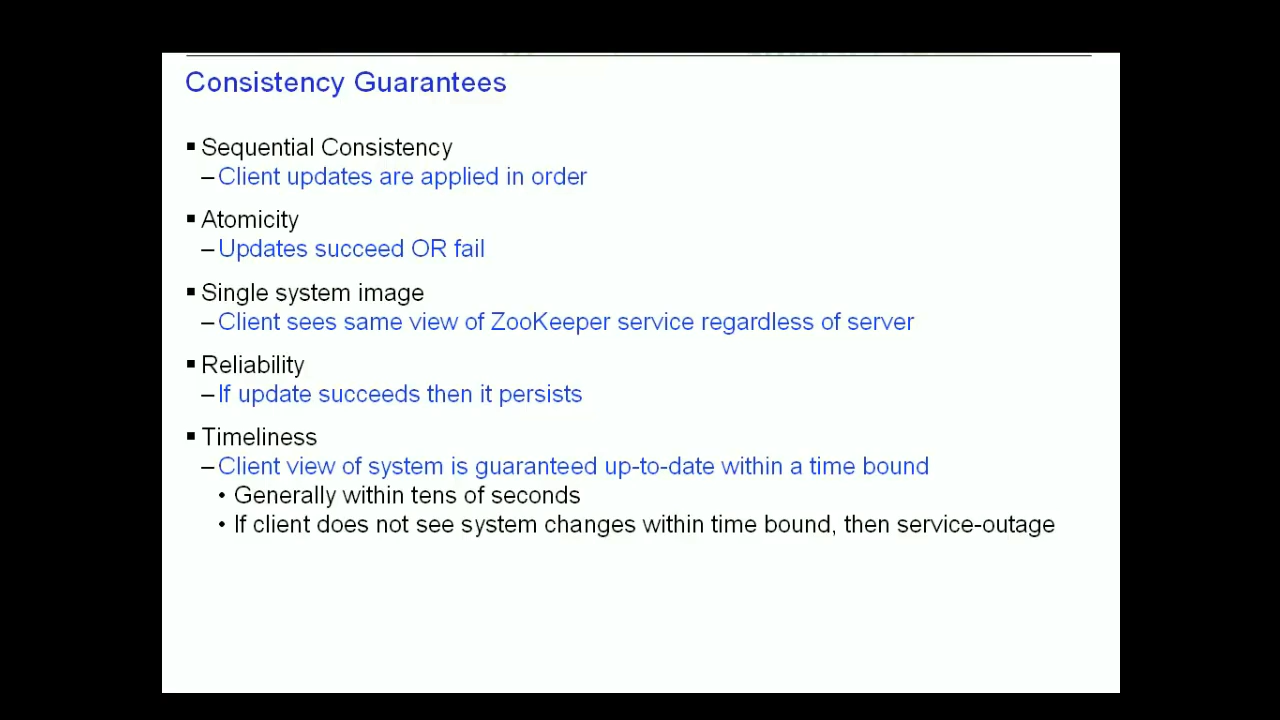 Consistency Guarantees
▪ Sequential Consistency
–Client updates are applied in order
▪ Atomicity
–Updates succeed OR fail
▪ Single system image
–Client sees same view of ZooKeeper service regardless of server
▪ Reliability
–If update succeeds then it persists
▪ Timeliness
–Client view of system is guaranteed up-to-date within a time bound
• Generally within tens of seconds
• If client does not see system changes within time bound, then service-outage